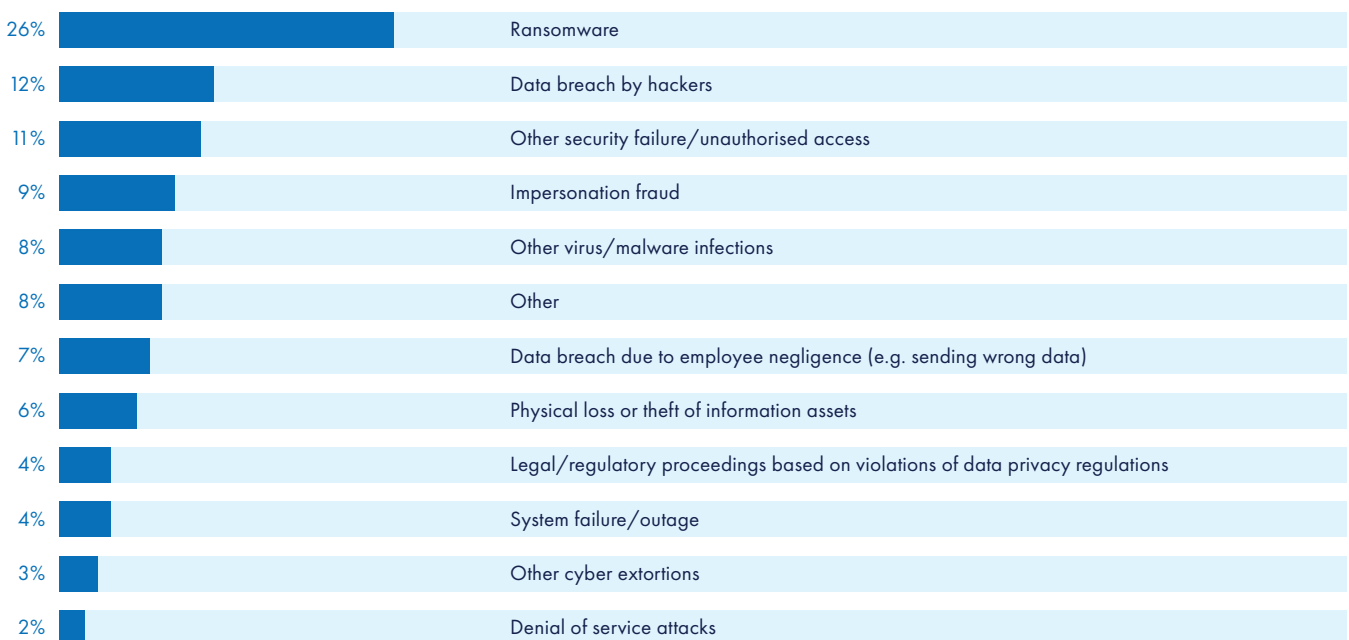 26% Ransomware
12% Data breach by hackers
11% Other security failure/unauthorised access
9% Impersonation fraud
8% Other virus/malware infections
8% Other
7% Data breach due to employee negligence (e.g. sending wrong data)
6% Physical loss or theft of information assets
4% Legal/regulatory proceedings based on violations of data privacy regulations
4% System failure/outage
3% Other cyber extortions
2% Denial of service attacks